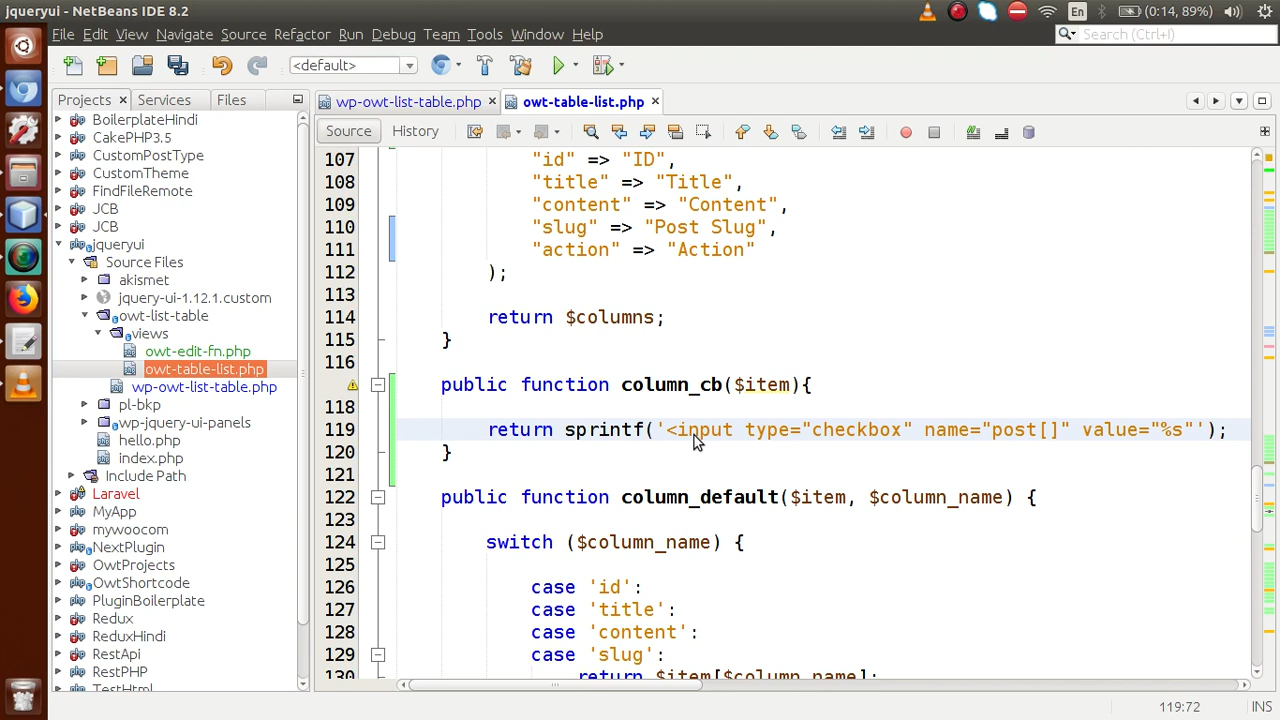 jqueryui - NetBeans IDE 8.2
En
(0:14, 89%)
File Edit View Navigate Source Refactor Run Debug Team Tools Window Help
Search (Ctrl+I)
<default>
Projects
Services
Files
wp-owt-list-table.php
owt-table-list.php
Source
History
BoilerplateHindi
CakePHP3.5
CustomPostType
CustomTheme
FindFileRemote
JCB
JCB
jqueryui
Source Files
akismet
jquery-ui-1.12.1.custom
owt-list-table
views
owt-edit-fn.php
owt-table-list.php
wp-owt-list-table.php
pl-bkp
wp-jquery-ui-panels
hello.php
index.php
Include Path
Laravel
MyApp
mywoocom
NextPlugin
OwtProjects
OwtShortcode
PluginBoilerplate
Redux
ReduxHindi
RestApi
RestPHP
TestHtml
107 "id" => "ID",
108 "title" => "Title",
109 "content" => "Content",
110 "slug" => "Post Slug",
111 "action" => "Action"
112 );
113
114 return $columns;
115 }
116
public function column_cb($item){
118
119 return sprintf('<input type="checkbox" name="post[]" value="%s"');
120 }
121
122 public function column_default($item, $column_name) {
123
124 switch ($column_name) {
125
126 case 'id':
127 case 'title':
128 case 'content':
129 case 'slug':
130 return $item[$column_name];
119:72
INS